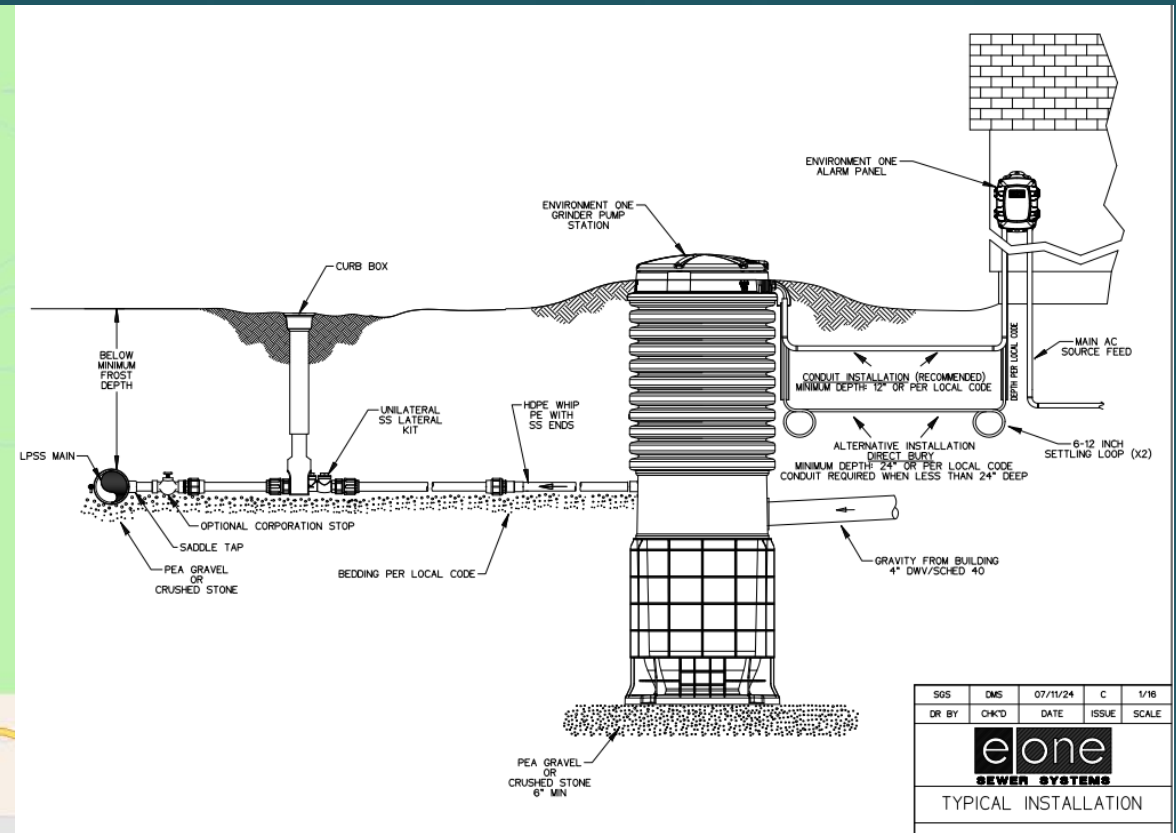 ENVIRONMENT ONE
ALARM PANEL
ENVIRONMENT ONE
GRINDER PUMP
STATION
CURB BOX
BELOW
MINIMUM
FROST
DEPTH
DEPTH PER LOCAL CODE
MAIN AC
SOURCE FEED
CONDUIT INSTALLATION (RECOMMENDED)
MINIMUM DEPTH: 12" OR PER LOCAL CODE
UNILATERAL
SS LATERAL
KIT
HDPE WHIP
PE WITH
SS ENDS
ALTERNATIVE INSTALLATION
DIRECT BURY
MINIMUM DEPTH: 24" OR PER LOCAL CODE
CONDUIT REQUIRED WHEN LESS THAN 24" DEEP
6-12 INCH
SETTLING LOOP (X2)
LPSS MAIN
OPTIONAL CORPORATION STOP
SADDLE TAP
PEA GRAVEL
OR
CRUSHED STONE
BEDDING PER LOCAL CODE
GRAVITY FROM BUILDING
4" DWV/SCHED 40
PEA GRAVEL
OR
CRUSHED STONE
6" MIN
SGS DMS 07/11/24 C 1/16
DR BY CHK'D DATE ISSUE SCALE
e one
SEWER SYSTEMS
TYPICAL INSTALLATION